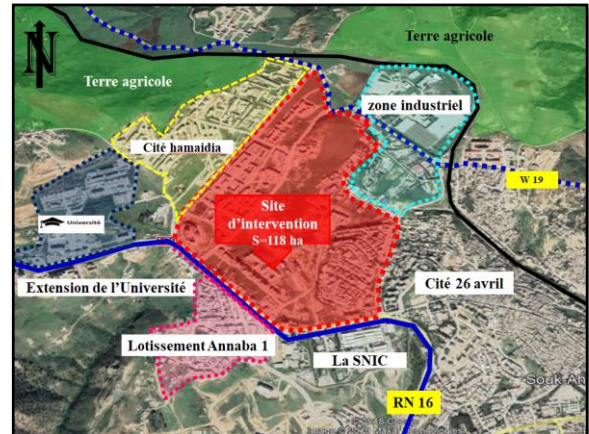 N
Terre agricole
Terre agricole
zone industriel
Cité hamaidia
W 19
Université
Site
d'intervention
S=118 ha
Extension de l'Université
Cité 26 avril
Lotissement Annaba 1
La SNIC
Souk-Ah
RN 16